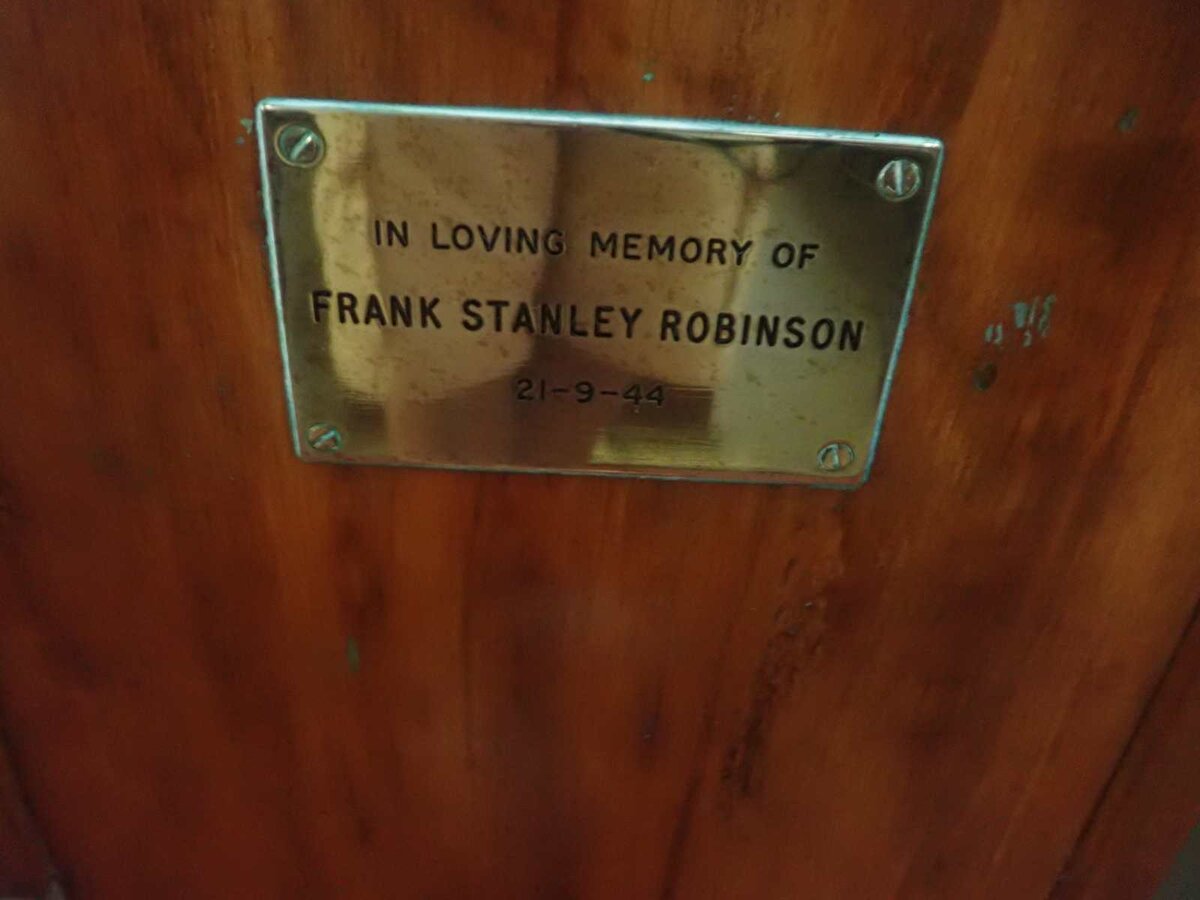 IN LOVING MEMORY OF
FRANK STANLEY ROBINSON
21-9-44